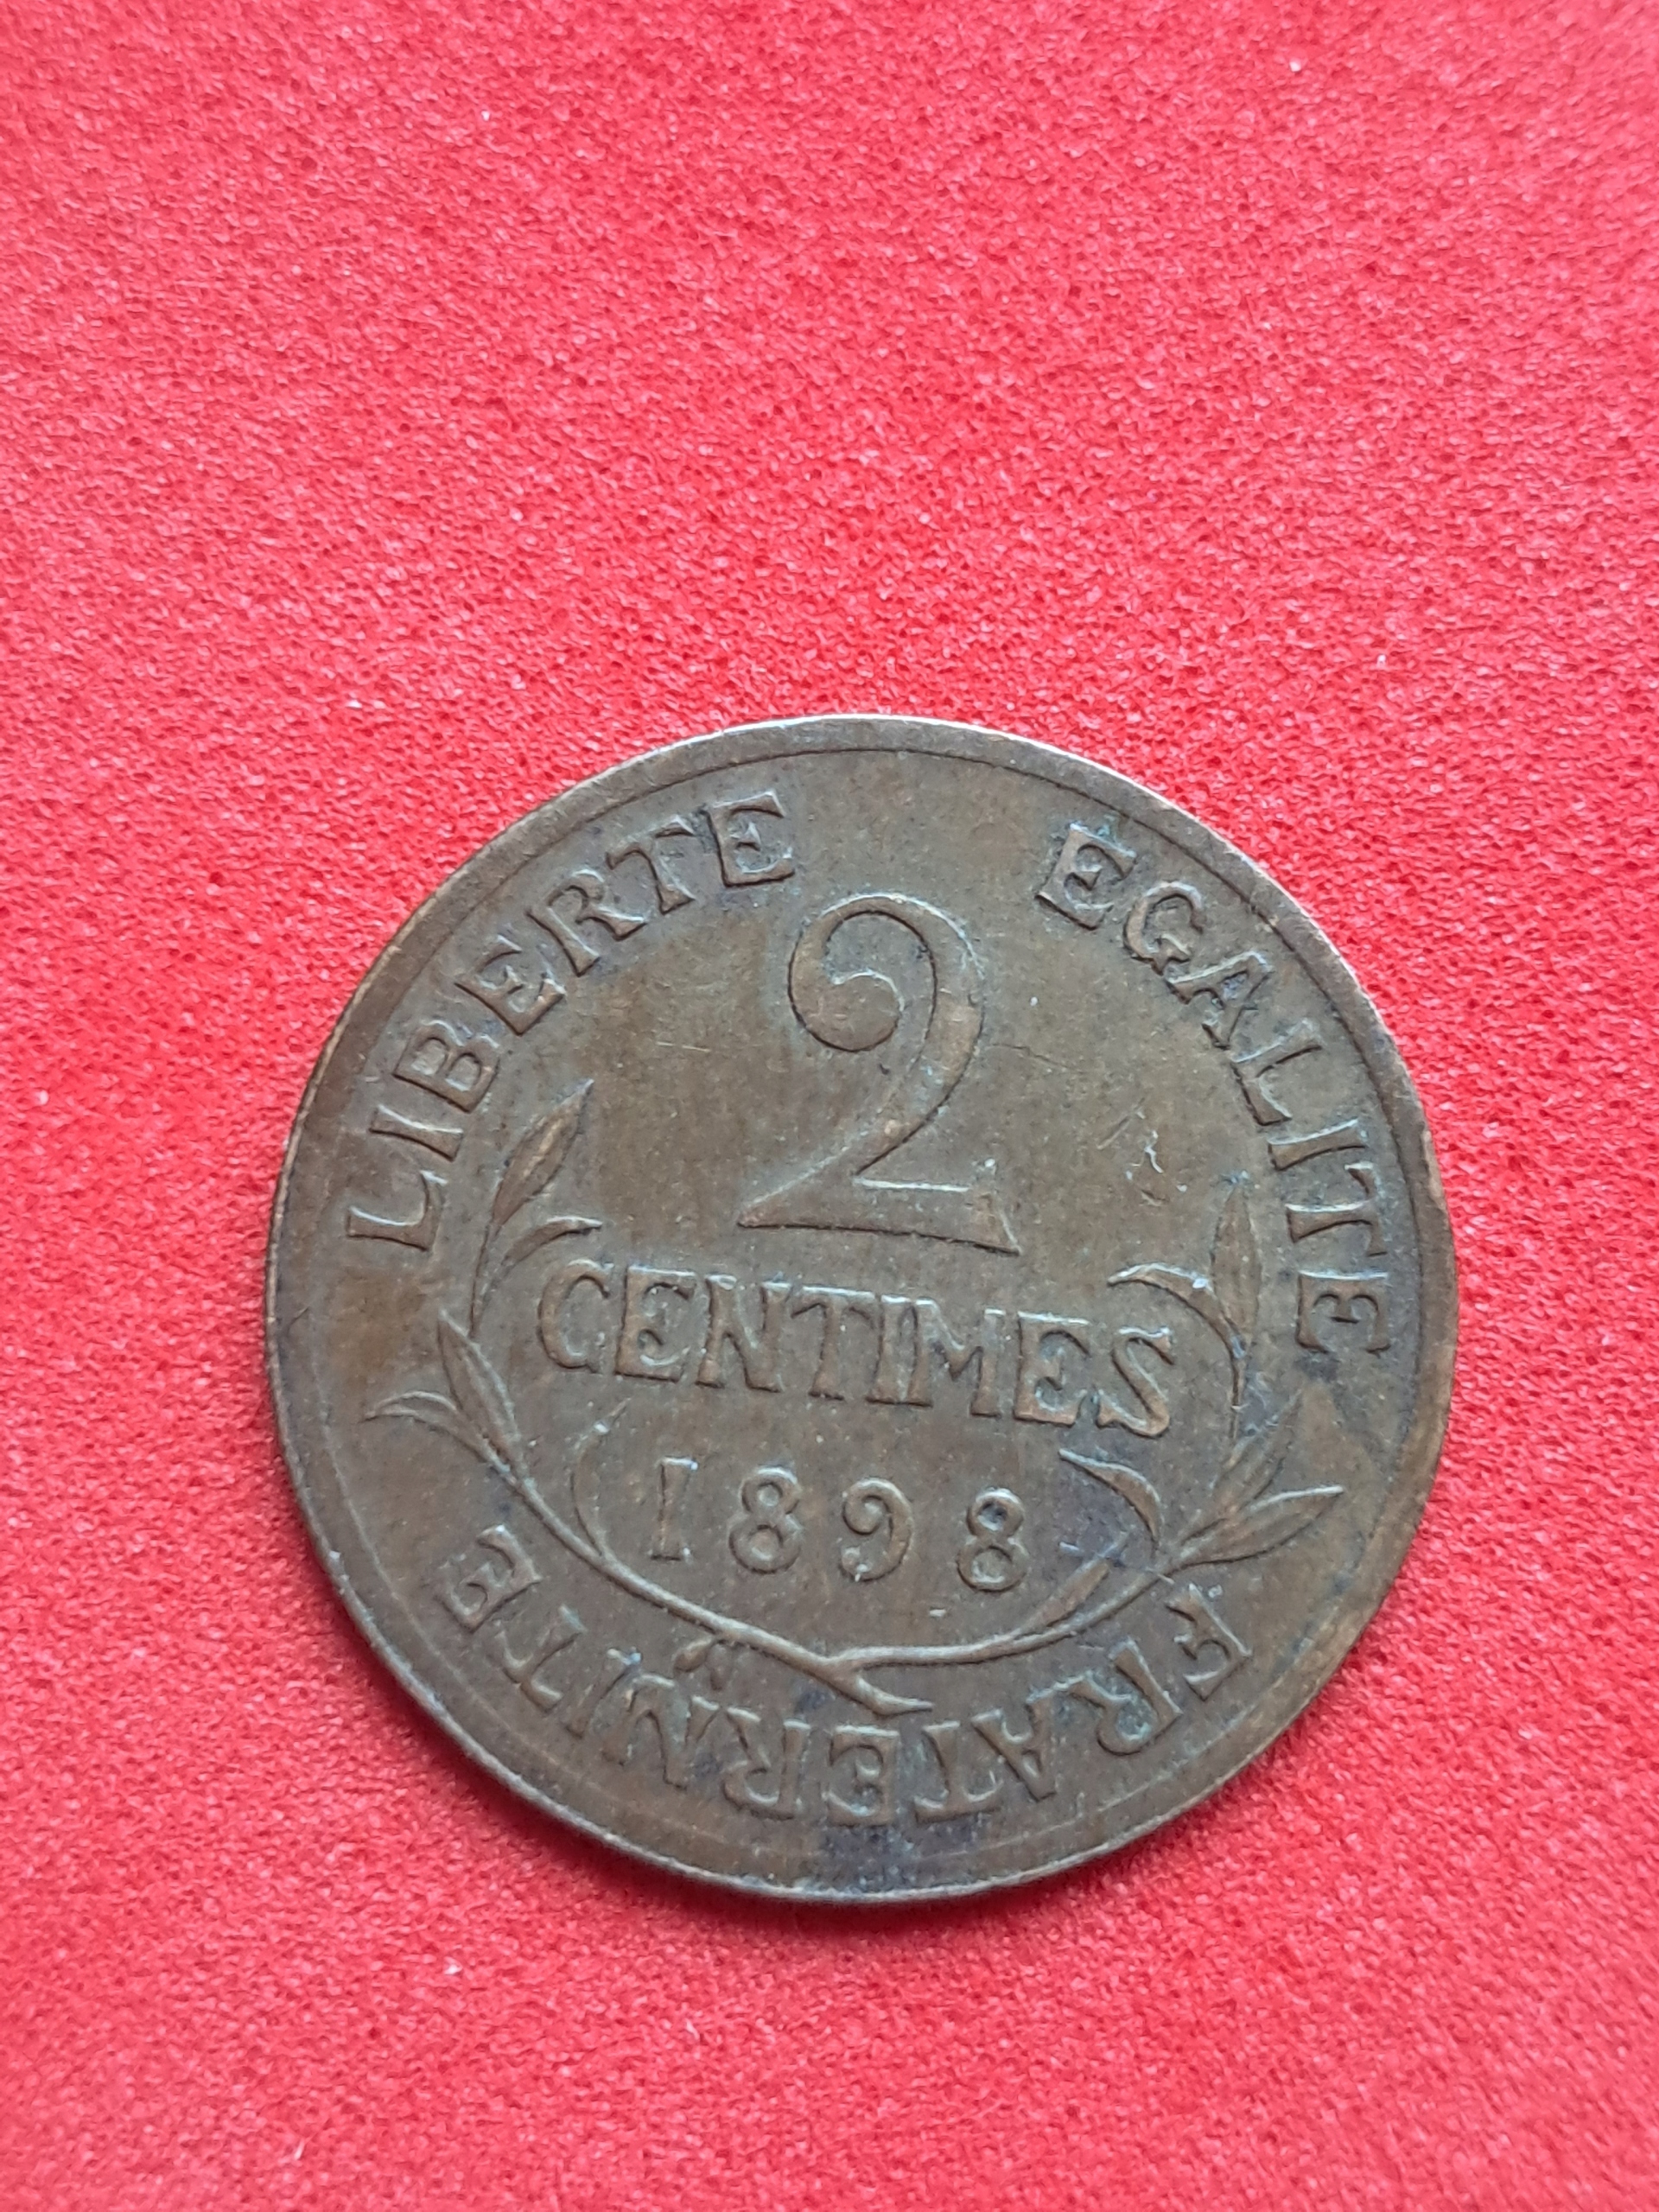 LIBERTE EGALITE
2
CENTIMES
1898
FRATERNITE